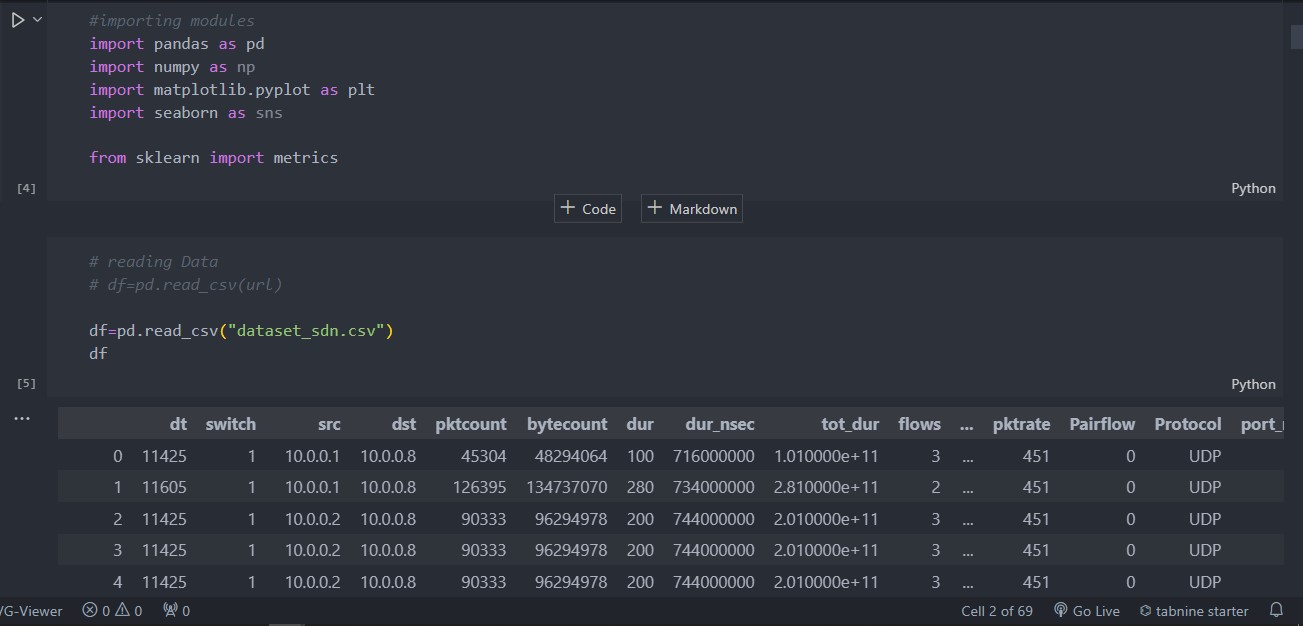 #importing modules
import pandas as pd
import numpy as np
import matplotlib.pyplot as plt
import seaborn as sns
from sklearn import metrics
[4]
Python
+ Code + Markdown
# reading Data
# df=pd.read_csv(url)
df=pd.read_csv("dataset_sdn.csv")
df
[5]
Python
...
dt switch src dst pktcount bytecount dur dur_nsec tot_dur flows ... pktrate Pairflow Protocol
0 11425 1 10.0.0.1 10.0.0.8 45304 48294064 100 716000000 1.010000e+11 3 ... 451 0 UDP
1 11605 1 10.0.0.1 10.0.0.8 126395 134737070 280 734000000 2.810000e+11 2 ... 451 0 UDP
2 11425 1 10.0.0.2 10.0.0.8 90333 96294978 200 744000000 2.010000e+11 3 ... 451 0 UDP
3 11425 1 10.0.0.2 10.0.0.8 90333 96294978 200 744000000 2.010000e+11 3 ... 451 0 UDP
4 11425 1 10.0.0.2 10.0.0.8 90333 96294978 200 744000000 2.010000e+11 3 ... 451 0 UDP
VG-Viewer 0 0 0 Cell 2 of 69 Go Live tabnine starter